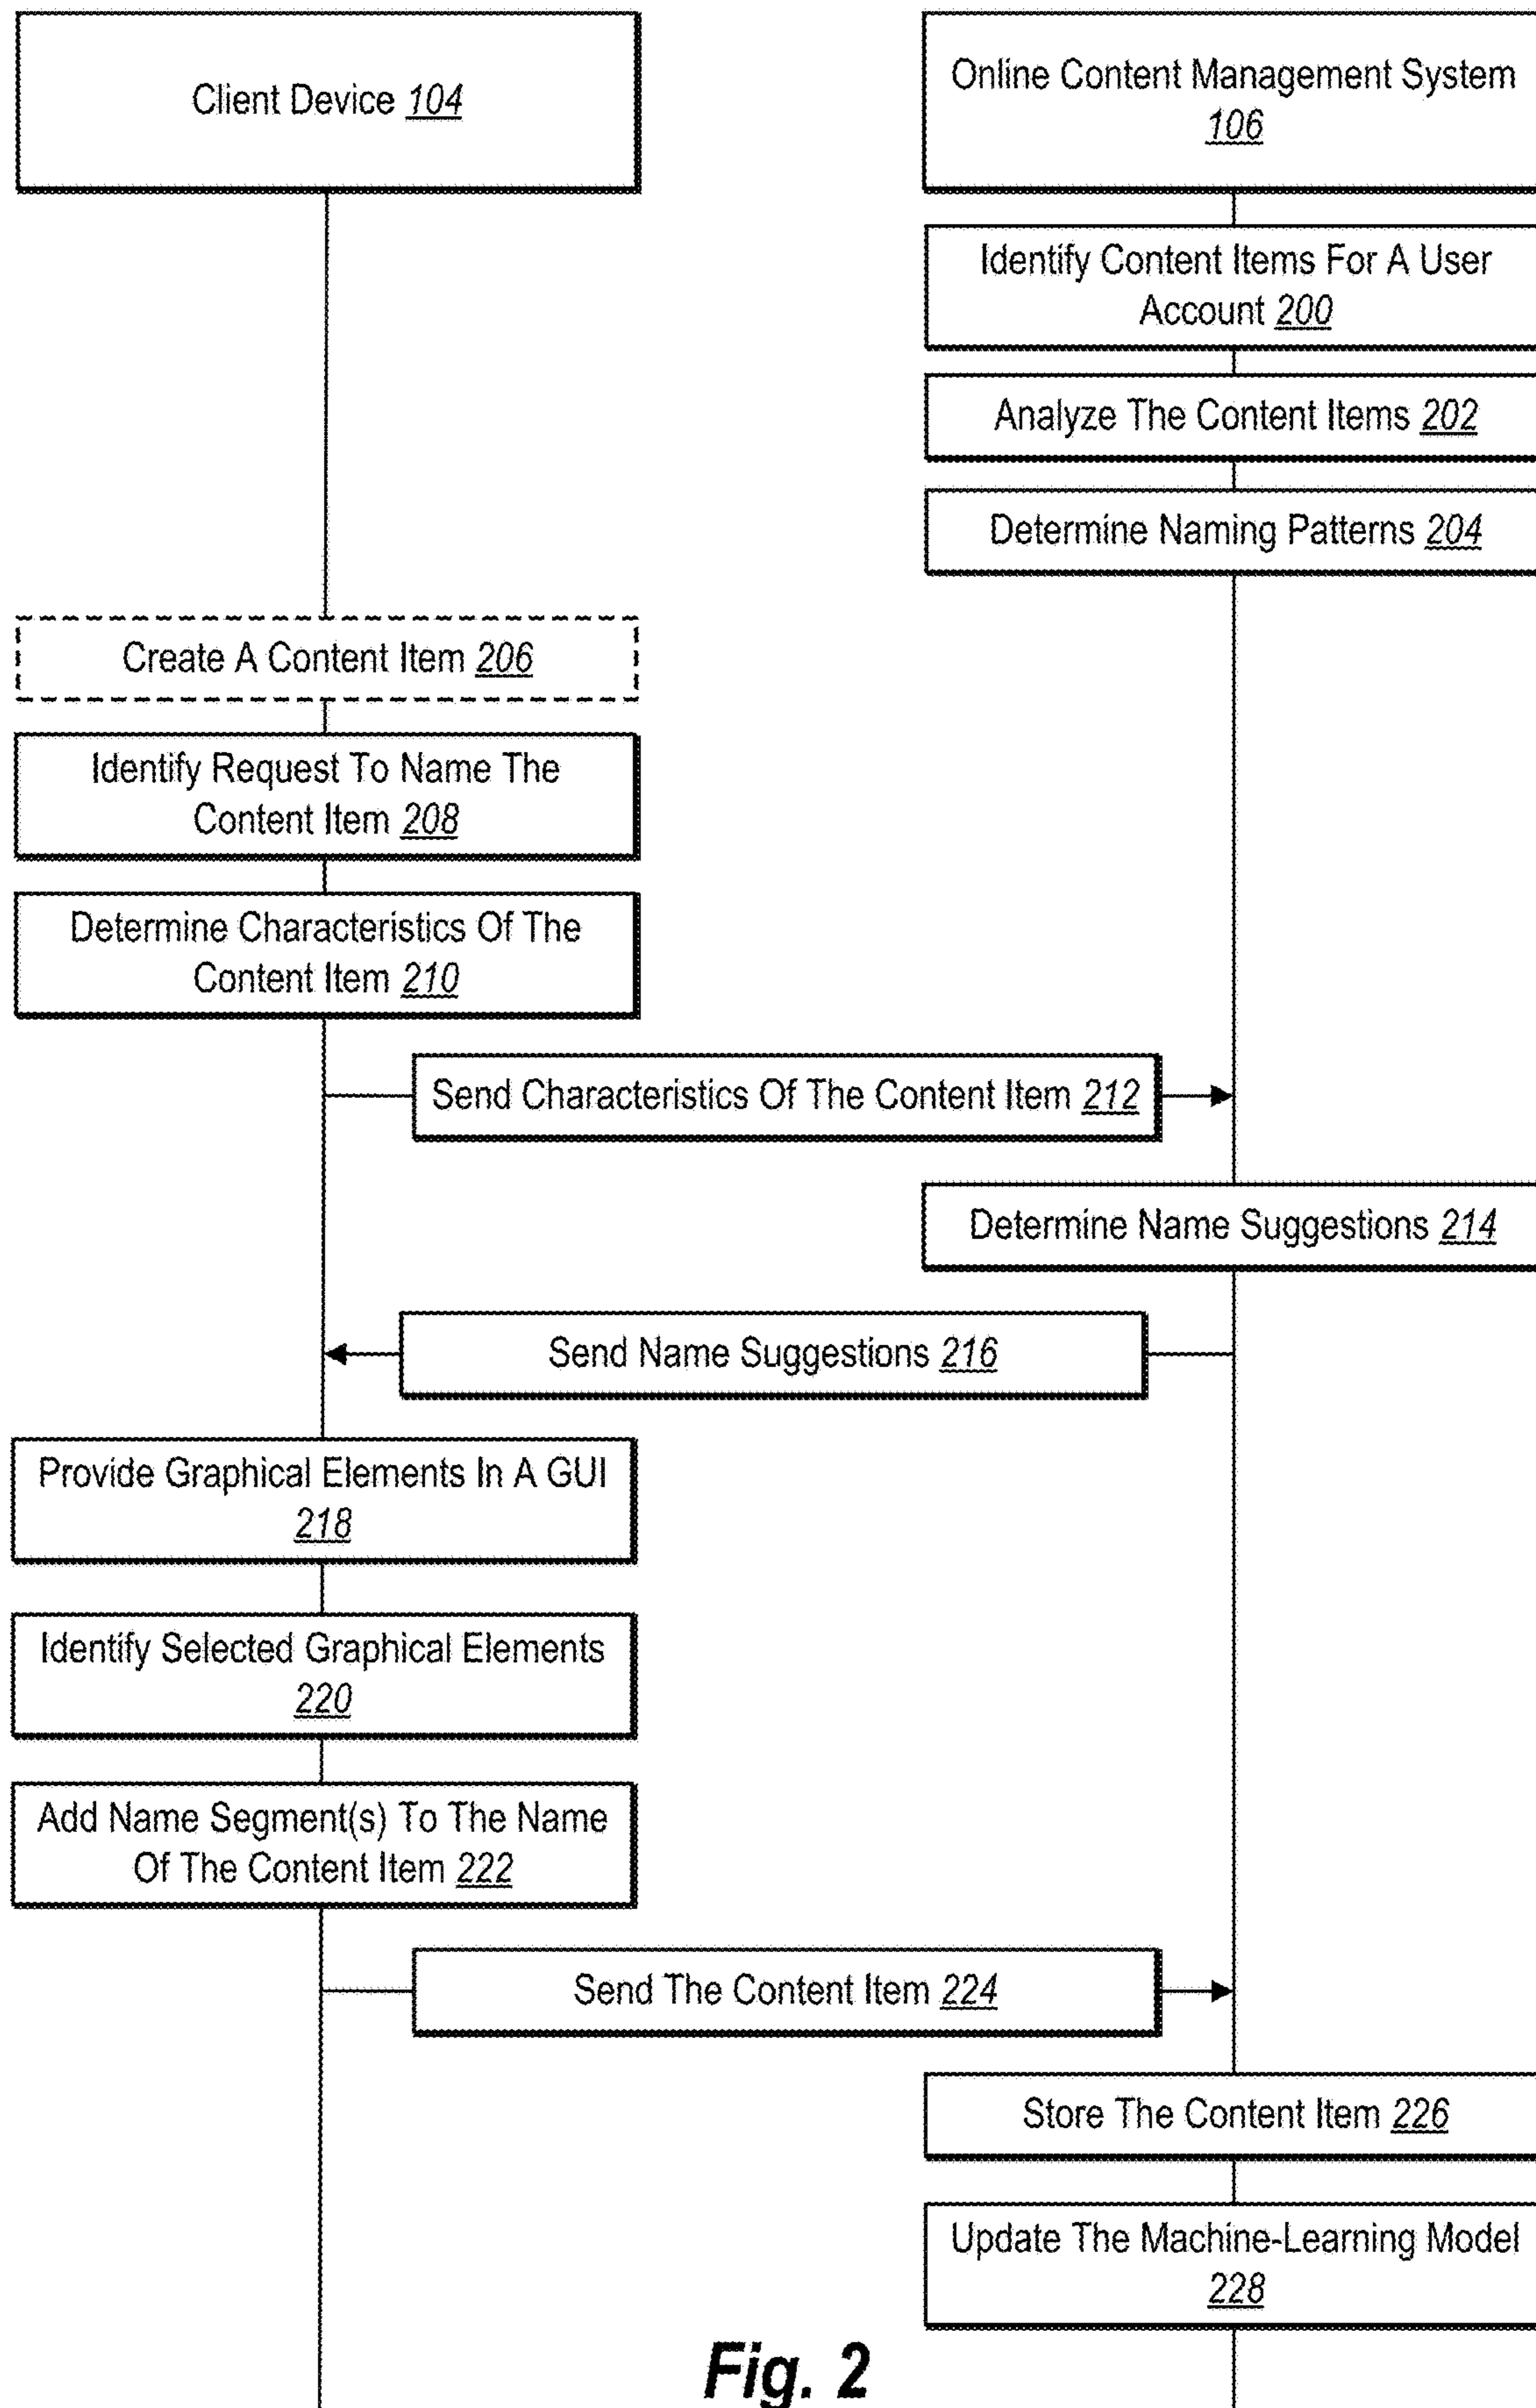 Client Device 104
Online Content Management System
106
Identify Content Items For A User
Account 200
Analyze The Content Items 202
Determine Naming Patterns 204
Create A Content Item 206
Identify Request To Name The
Content Item 208
Determine Characteristics Of The
Content Item 210
Send Characteristics Of The Content Item 212
Determine Name Suggestions 214
Send Name Suggestions 216
Provide Graphical Elements In A GUI
218
Identify Selected Graphical Elements
220
Add Name Segment(s) To The Name
Of The Content Item 222
Send The Content Item 224
Store The Content Item 226
Update The Machine-Learning Model
228
Fig. 2